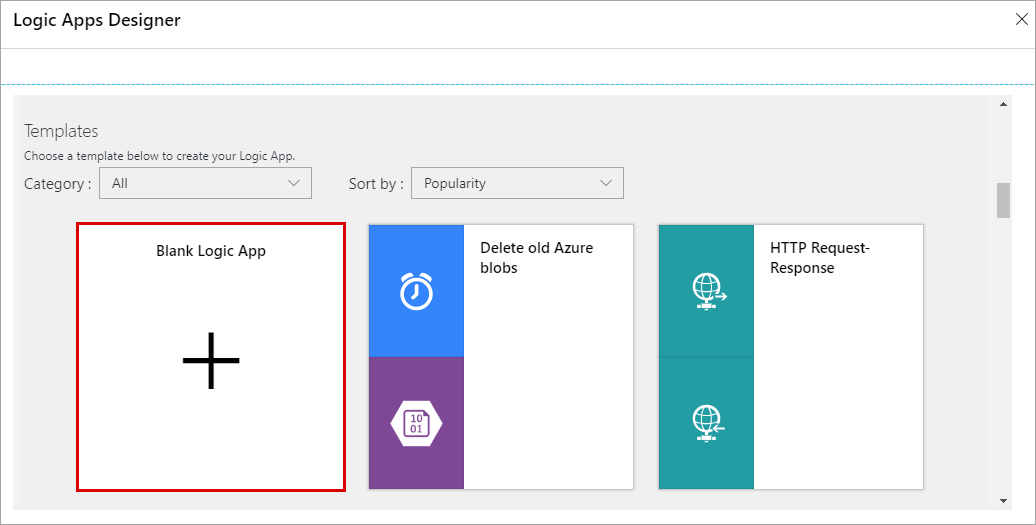 Logic Apps Designer
Templates
Choose a template below to create your Logic App.
Category : All Sort by : Popularity
Blank Logic App
Delete old Azure
blobs
HTTP Request-
Response
10
01